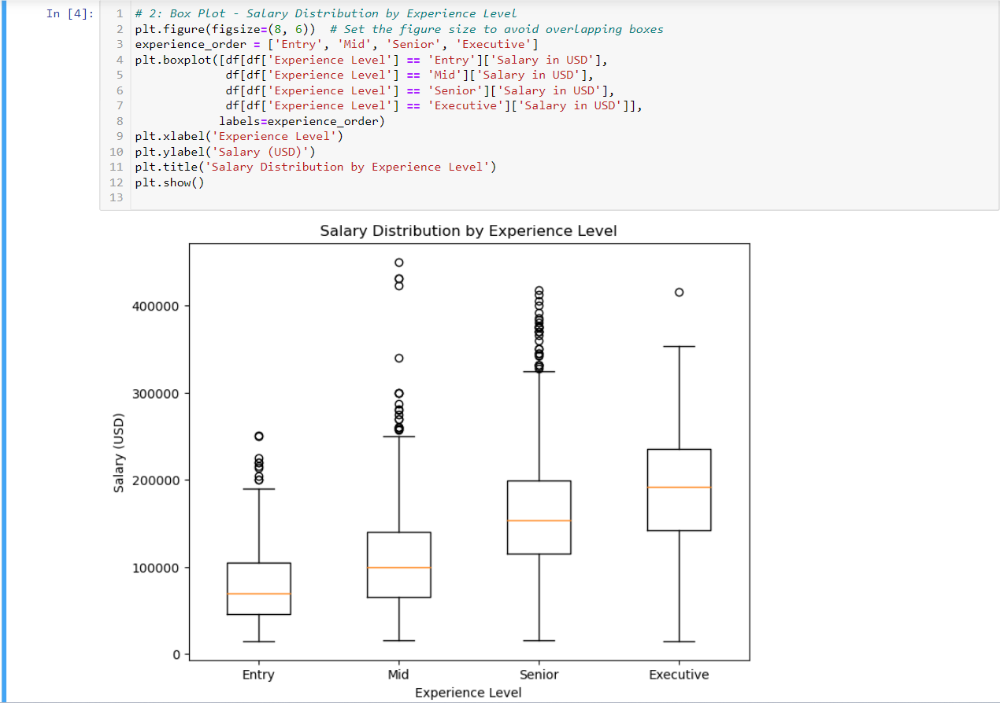 In [4]:
1 # 2: Box Plot - Salary Distribution by Experience Level
2 plt.figure(figsize=(8, 6))  # Set the figure size to avoid overlapping boxes
3 experience_order = ['Entry', 'Mid', 'Senior', 'Executive']
4 plt.boxplot([df[df['Experience Level'] == 'Entry']['Salary in USD'],
5              df[df['Experience Level'] == 'Mid']['Salary in USD'],
6              df[df['Experience Level'] == 'Senior']['Salary in USD'],
7              df[df['Experience Level'] == 'Executive']['Salary in USD']],
8             labels=experience_order)
9 plt.xlabel('Experience Level')
10 plt.ylabel('Salary (USD)')
11 plt.title('Salary Distribution by Experience Level')
12 plt.show()
13
Salary Distribution by Experience Level
400000
300000
200000
100000
0
Salary (USD)
Entry Mid Senior Executive
Experience Level